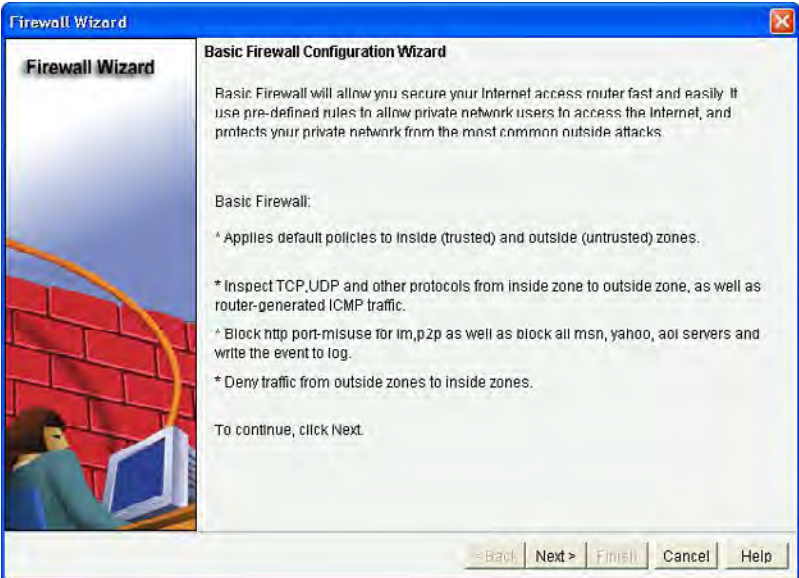 Firewall Wizard
Firewall Wizard
Basic Firewall Configuration Wizard
Basic Firewall will allow you secure your Internet access router fast and easily. It
use pre-defined rules to allow private network users to access the Internet, and
protects your private network from the most common outside attacks.
Basic Firewall:
* Applies default policies to inside (trusted) and outside (untrusted) zones.
* Inspect TCP,UDP and other protocols from inside zone to outside zone, as well as
router-generated ICMP traffic.
* Block http port-misuse for im,p2p as well as block all msn, yahoo, aol servers and
write the event to log.
* Deny traffic from outside zones to inside zones.
To continue, click Next.
< Back
Next >
Finish
Cancel
Help